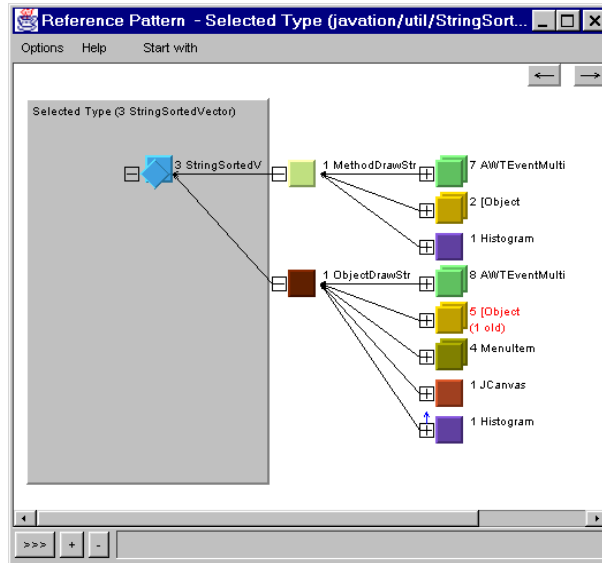 Reference Pattern - Selected Type (javation/util/StringSort...
Options Help Start with
Selected Type (3 StringSortedVector)
3 StringSortedV
1 MethodDrawStr
7 AWTEventMulti
2 [Object
1 Histogram
1 ObjectDrawStr
8 AWTEventMulti
5 [Object
(1 old)
4 MenuItem
1 JCanvas
1 Histogram
>>> + -